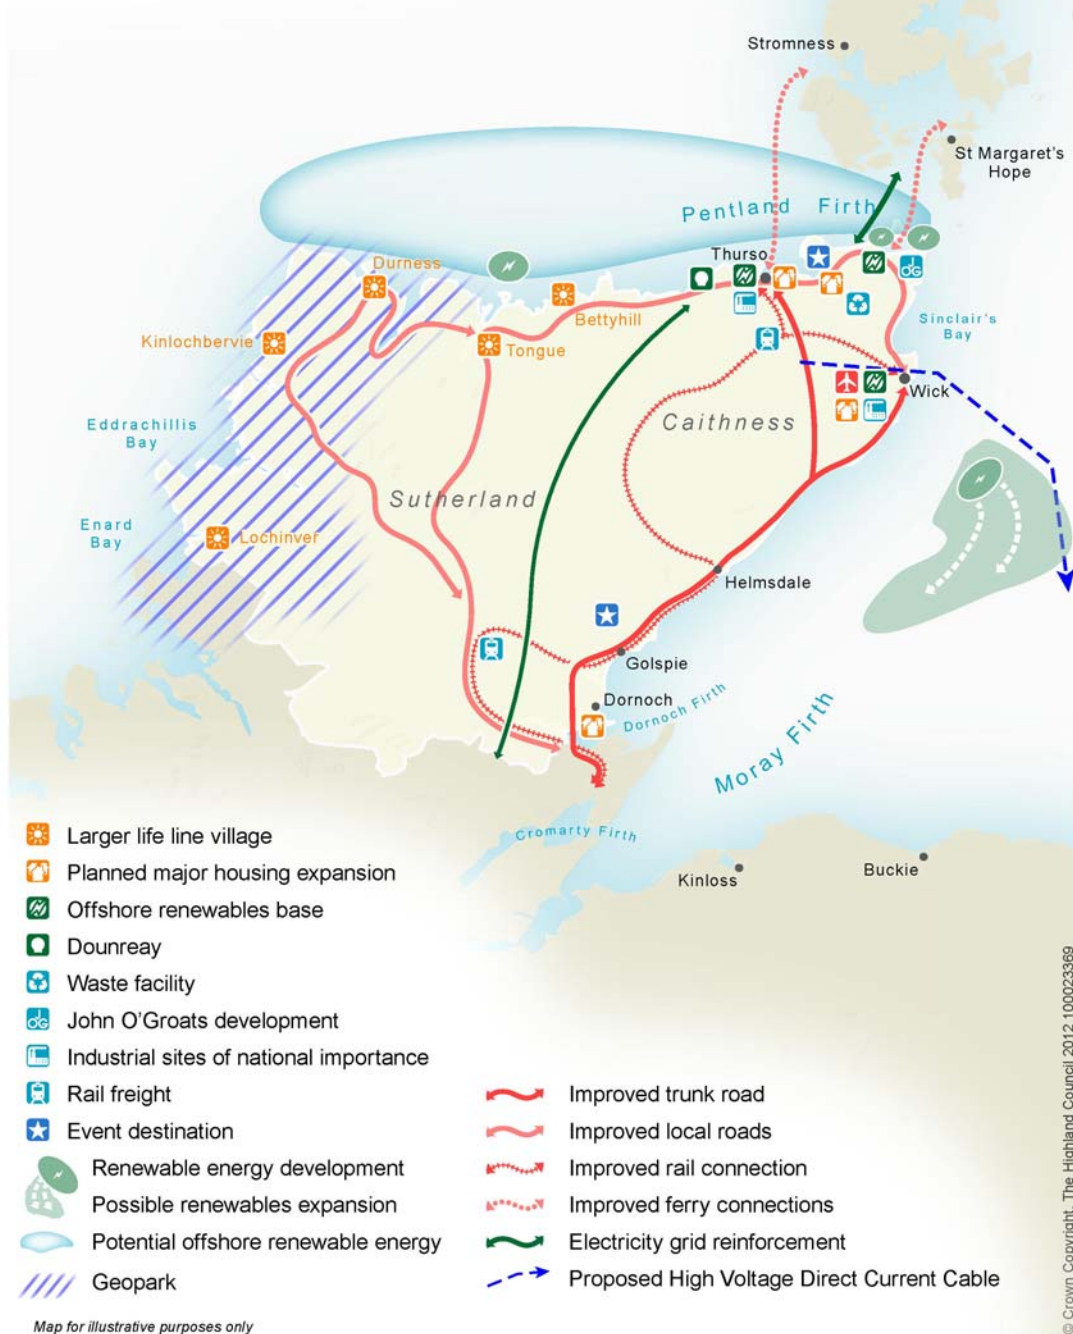 Stromness
St Margaret's
Hope
Pentland Firth
Thurso
Durness
Bettyhill
Kinlochbervie
Tongue
Sinclair's
Bay
Wick
Eddrachillis
Bay
Caithness
Sutherland
Enard
Bay
Lochinver
Helmsdale
Golspie
Dornoch
Dornoch Firth
Moray Firth
Cromarty Firth
Kinloss
Buckie
JOG
Larger life line village
Planned major housing expansion
Offshore renewables base
Dounreay
Waste facility
JOG
John O'Groats development
Industrial sites of national importance
Rail freight
Event destination
Renewable energy development
Possible renewables expansion
Potential offshore renewable energy
Geopark
Improved trunk road
Improved local roads
Improved rail connection
Improved ferry connections
Electricity grid reinforcement
Proposed High Voltage Direct Current Cable
Map for illustrative purposes only
© Crown Copyright. The Highland Council 2012 100023369